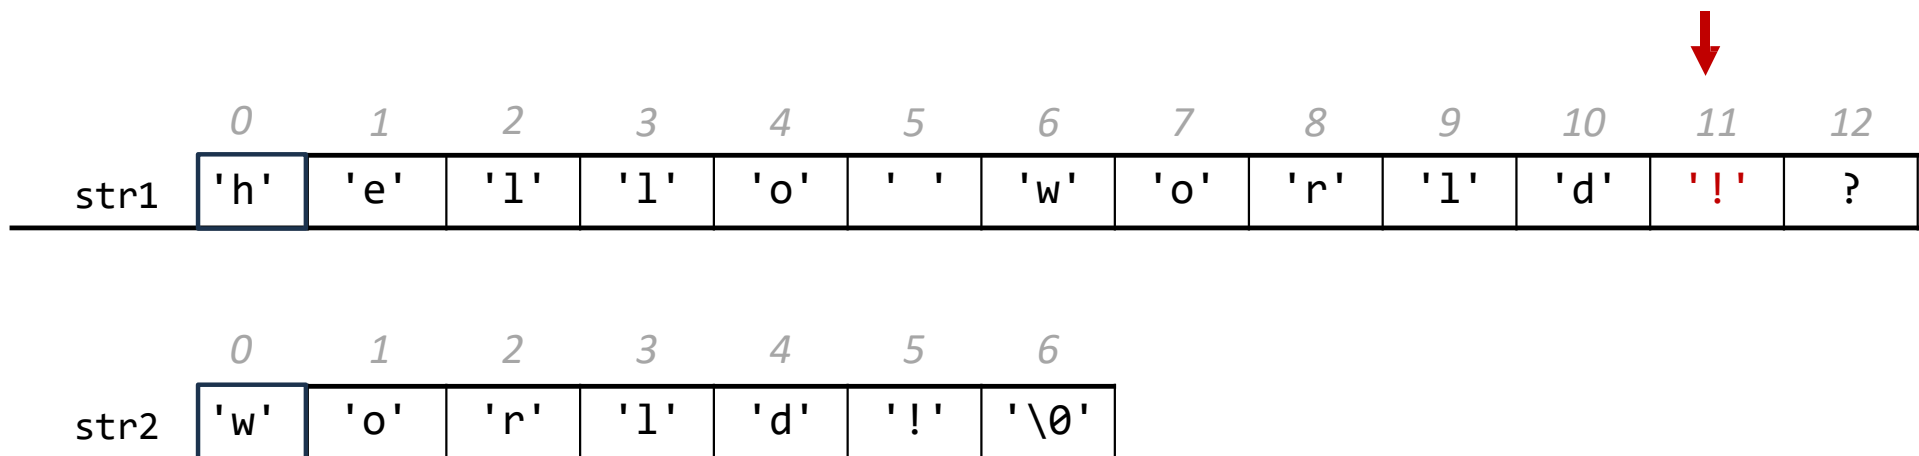 0 1 2 3 4 5 6 7 8 9 10 11 12
str1 'h' 'e' 'l' 'l' 'o' ' ' 'w' 'o' 'r' 'l' 'd' '!' ?
0 1 2 3 4 5 6
str2 'w' 'o' 'r' 'l' 'd' '!' '\0'